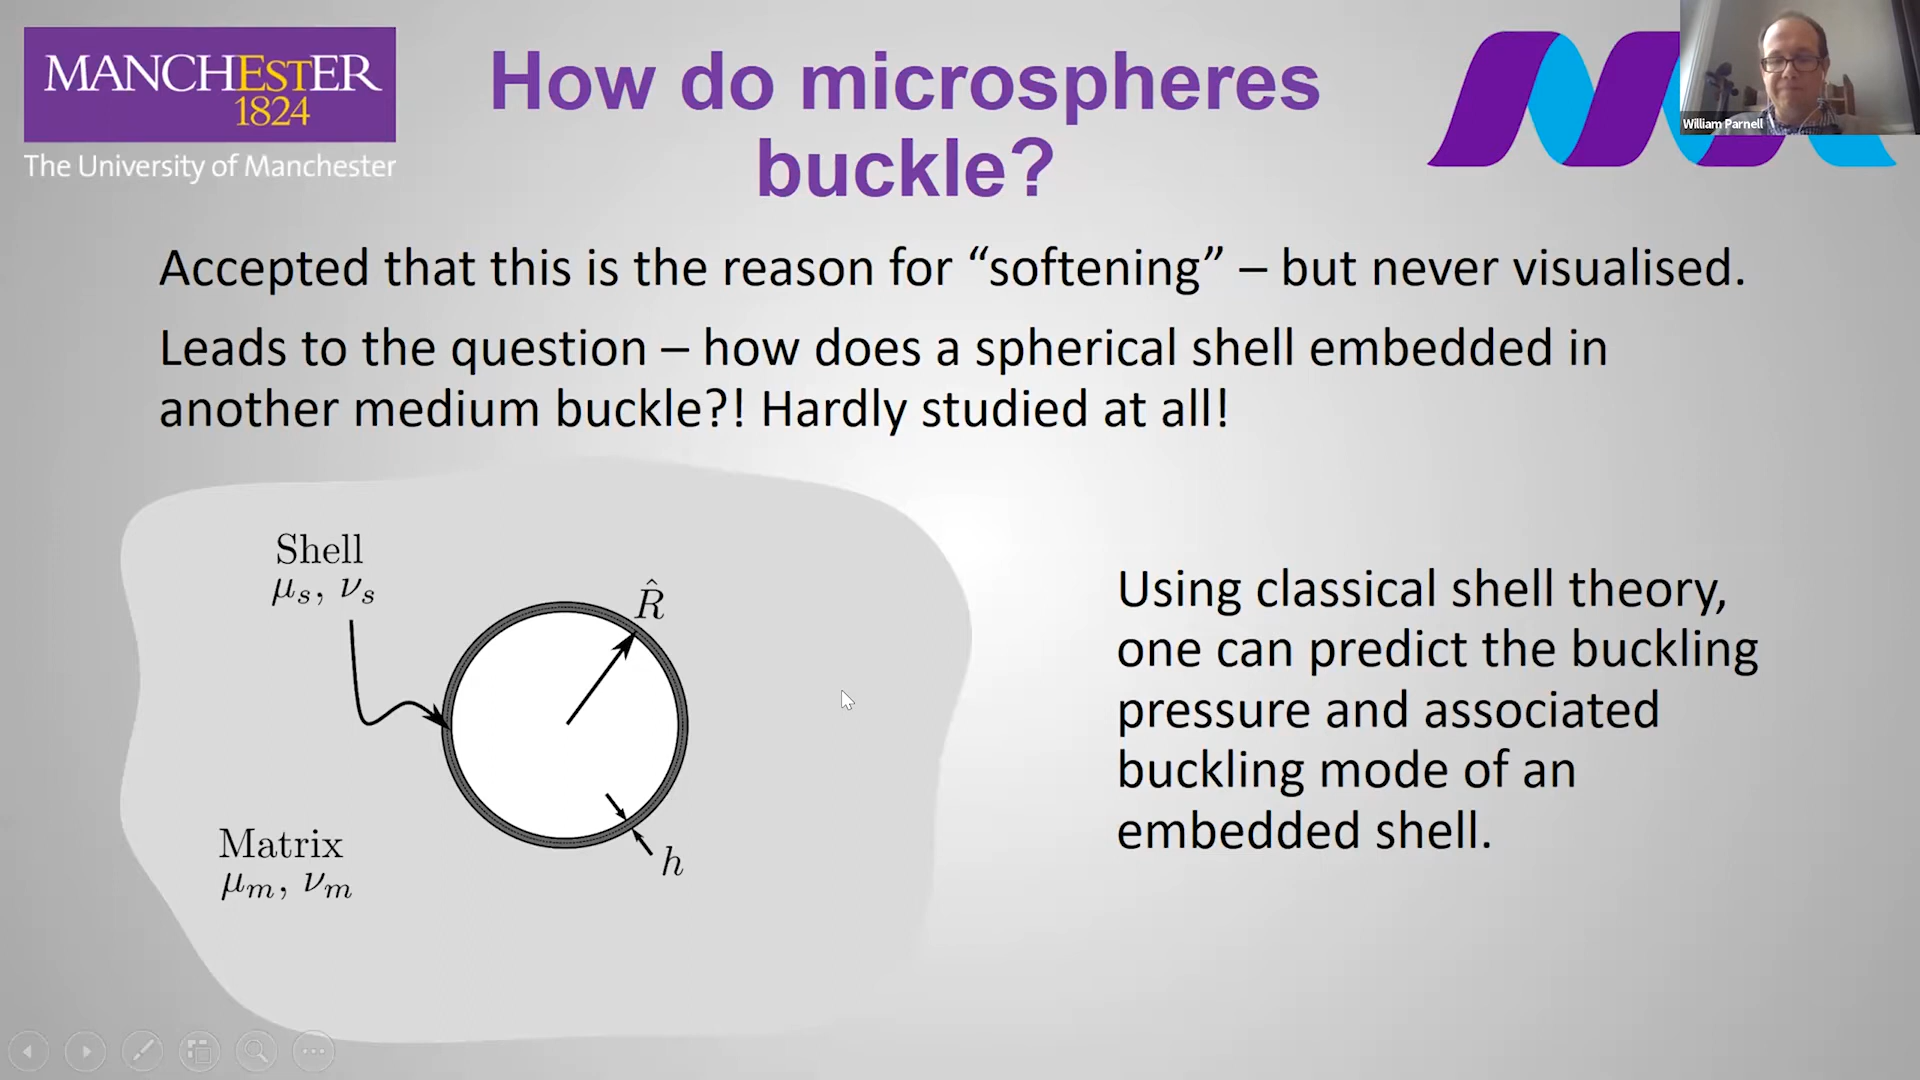 MANCHESTER
1824
The University of Manchester
How do microspheres
buckle?
William Parnell
Accepted that this is the reason for “softening” – but never visualised.
Leads to the question – how does a spherical shell embedded in
another medium buckle?! Hardly studied at all!
Shell
μₛ, νₛ
R̂
h
Matrix
μₘ, νₘ
Using classical shell theory,
one can predict the buckling
pressure and associated
buckling mode of an
embedded shell.